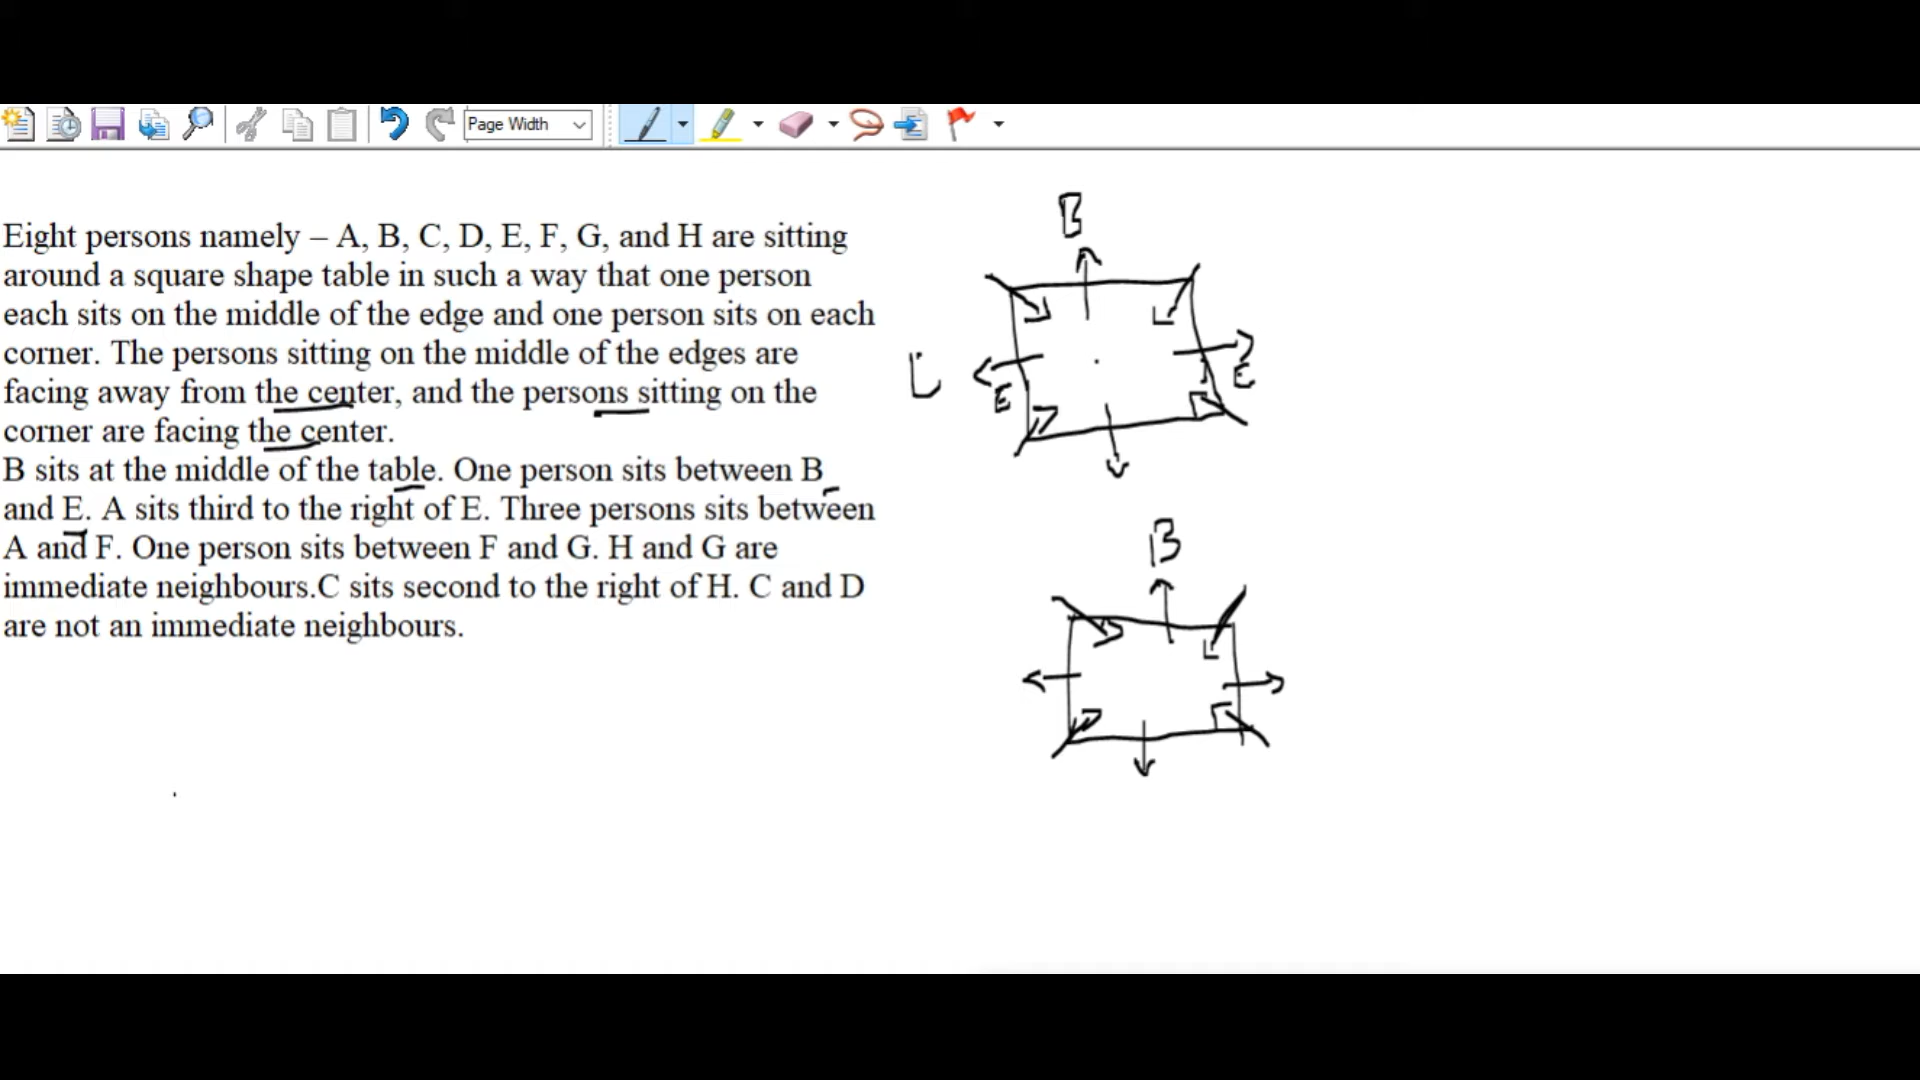 Page Width
Eight persons namely – A, B, C, D, E, F, G, and H are sitting
around a square shape table in such a way that one person
each sits on the middle of the edge and one person sits on each
corner. The persons sitting on the middle of the edges are
facing away from the center, and the persons sitting on the
corner are facing the center.
B sits at the middle of the table. One person sits between B
and E. A sits third to the right of E. Three persons sits between
A and F. One person sits between F and G. H and G are
immediate neighbours.C sits second to the right of H. C and D
are not an immediate neighbours.
B
E
E
B